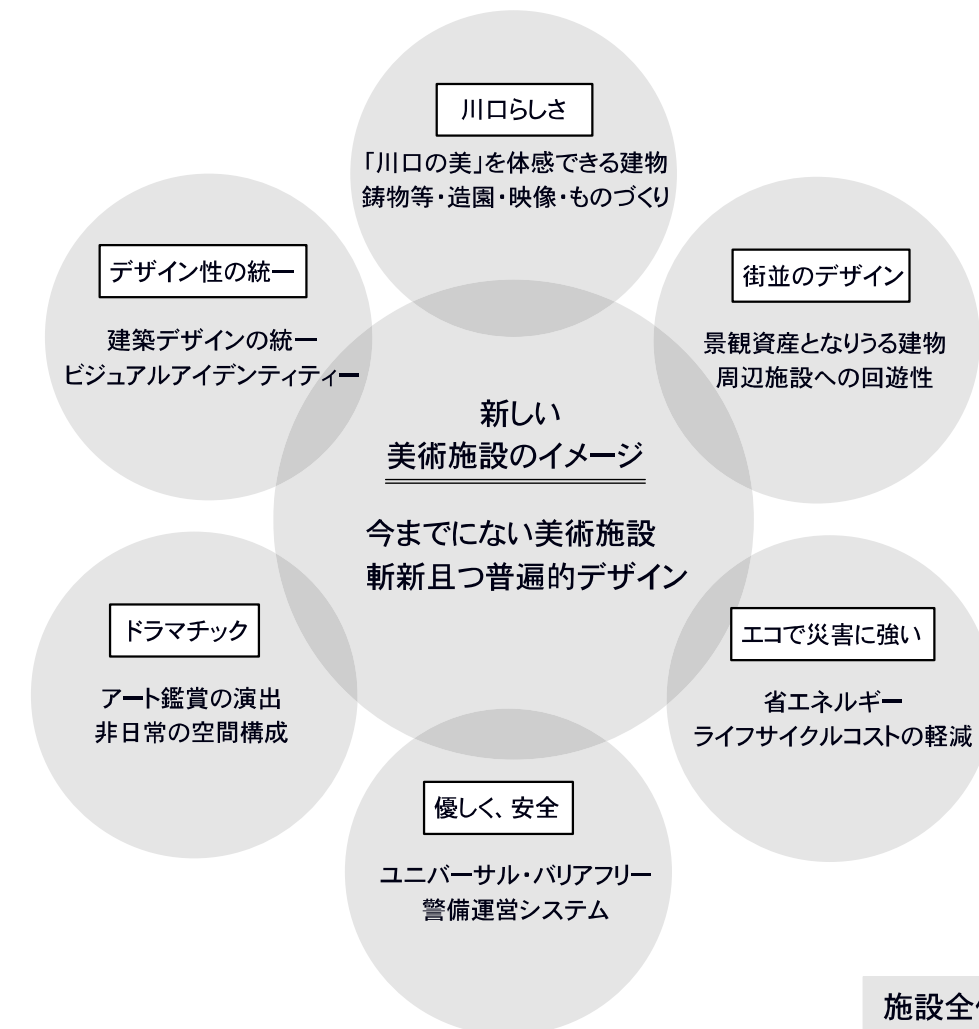 川口らしさ
「川口の美」を体感できる建物
鋳物等・造園・映像・ものづくり
デザイン性の統一
建築デザインの統一
ビジュアルアイデンティティー
街並のデザイン
景観資産となりうる建物
周辺施設への回遊性
新しい
美術施設のイメージ
今までにない美術施設
斬新且つ普遍的デザイン
ドラマチック
アート鑑賞の演出
非日常の空間構成
エコで災害に強い
省エネルギー
ライフサイクルコストの軽減
優しく、安全
ユニバーサル・バリアフリー
警備運営システム
施設全